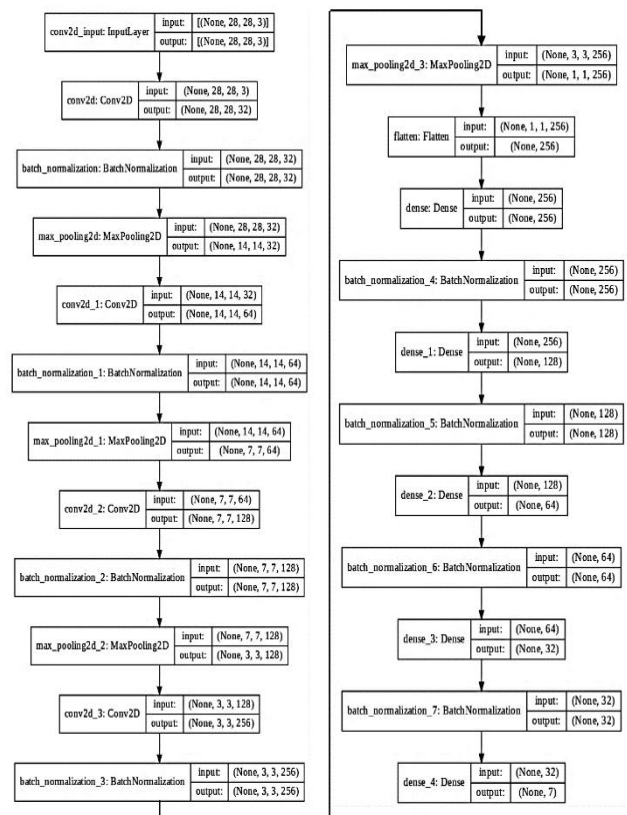 conv2d_input: InputLayer input: [(None, 28, 28, 3)]
output: [(None, 28, 28, 3)]
conv2d: Conv2D input: (None, 28, 28, 3)
output: (None, 28, 28, 32)
batch_normalization: BatchNormalization input: (None, 28, 28, 32)
output: (None, 28, 28, 32)
max_pooling2d: MaxPooling2D input: (None, 28, 28, 32)
output: (None, 14, 14, 32)
conv2d_1: Conv2D input: (None, 14, 14, 32)
output: (None, 14, 14, 64)
batch_normalization_1: BatchNormalization input: (None, 14, 14, 64)
output: (None, 14, 14, 64)
max_pooling2d_1: MaxPooling2D input: (None, 14, 14, 64)
output: (None, 7, 7, 64)
conv2d_2: Conv2D input: (None, 7, 7, 64)
output: (None, 7, 7, 128)
batch_normalization_2: BatchNormalization input: (None, 7, 7, 128)
output: (None, 7, 7, 128)
max_pooling2d_2: MaxPooling2D input: (None, 7, 7, 128)
output: (None, 3, 3, 128)
conv2d_3: Conv2D input: (None, 3, 3, 128)
output: (None, 3, 3, 256)
batch_normalization_3: BatchNormalization input: (None, 3, 3, 256)
output: (None, 3, 3, 256)
max_pooling2d_3: MaxPooling2D input: (None, 3, 3, 256)
output: (None, 1, 1, 256)
flatten: Flatten input: (None, 1, 1, 256)
output: (None, 256)
dense: Dense input: (None, 256)
output: (None, 256)
batch_normalization_4: BatchNormalization input: (None, 256)
output: (None, 256)
dense_1: Dense input: (None, 256)
output: (None, 128)
batch_normalization_5: BatchNormalization input: (None, 128)
output: (None, 128)
dense_2: Dense input: (None, 128)
output: (None, 64)
batch_normalization_6: BatchNormalization input: (None, 64)
output: (None, 64)
dense_3: Dense input: (None, 64)
output: (None, 32)
batch_normalization_7: BatchNormalization input: (None, 32)
output: (None, 32)
dense_4: Dense input: (None, 32)
output: (None, 7)